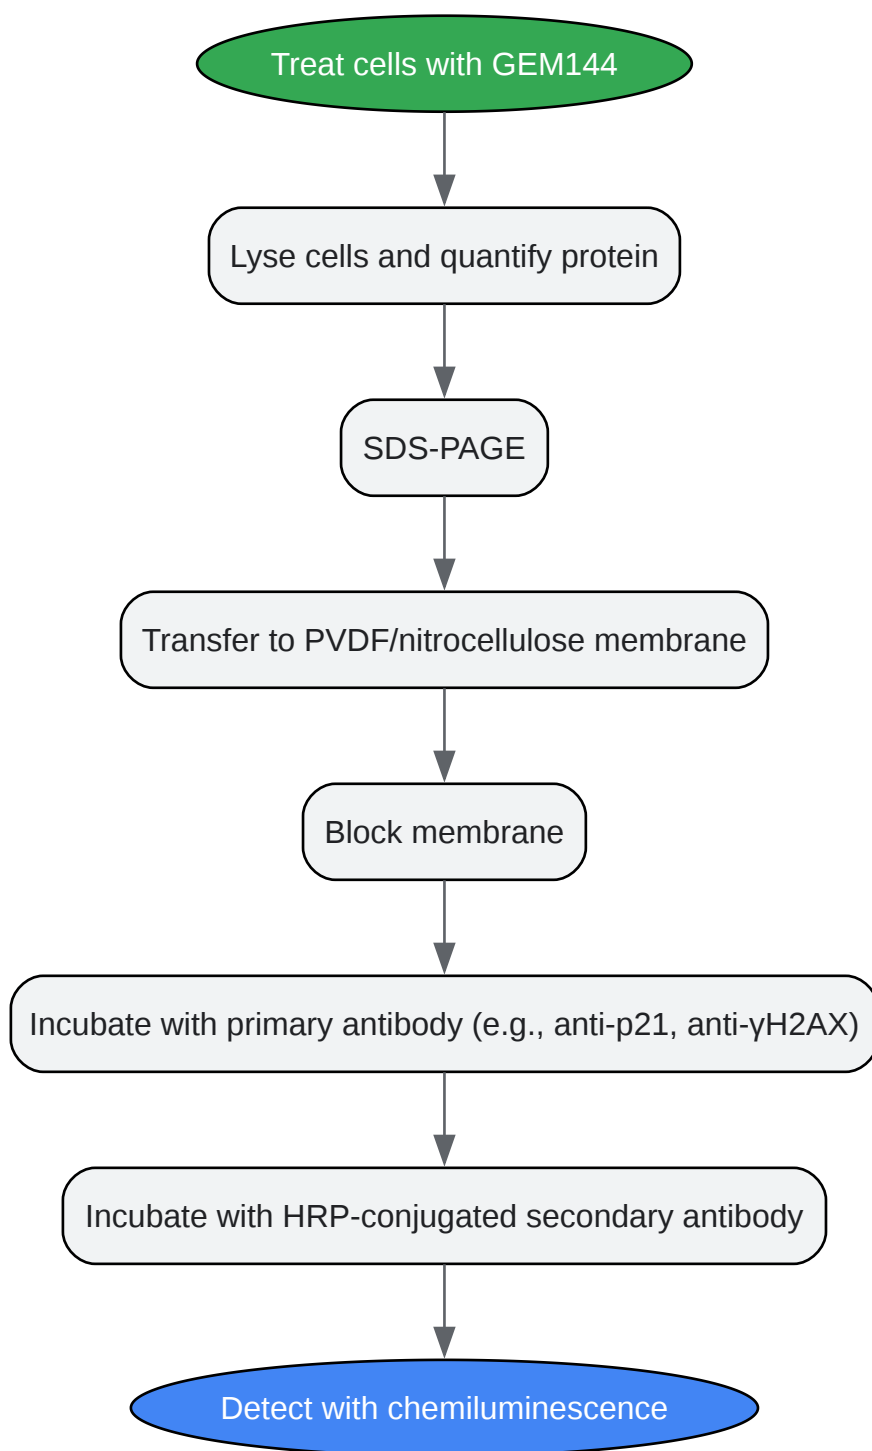 Treat cells with GEM144
Lyse cells and quantify protein
SDS-PAGE
Transfer to PVDF/nitrocellulose membrane
Block membrane
Incubate with primary antibody (e.g., anti-p21, anti-γH2AX)
Incubate with HRP-conjugated secondary antibody
Detect with chemiluminescence